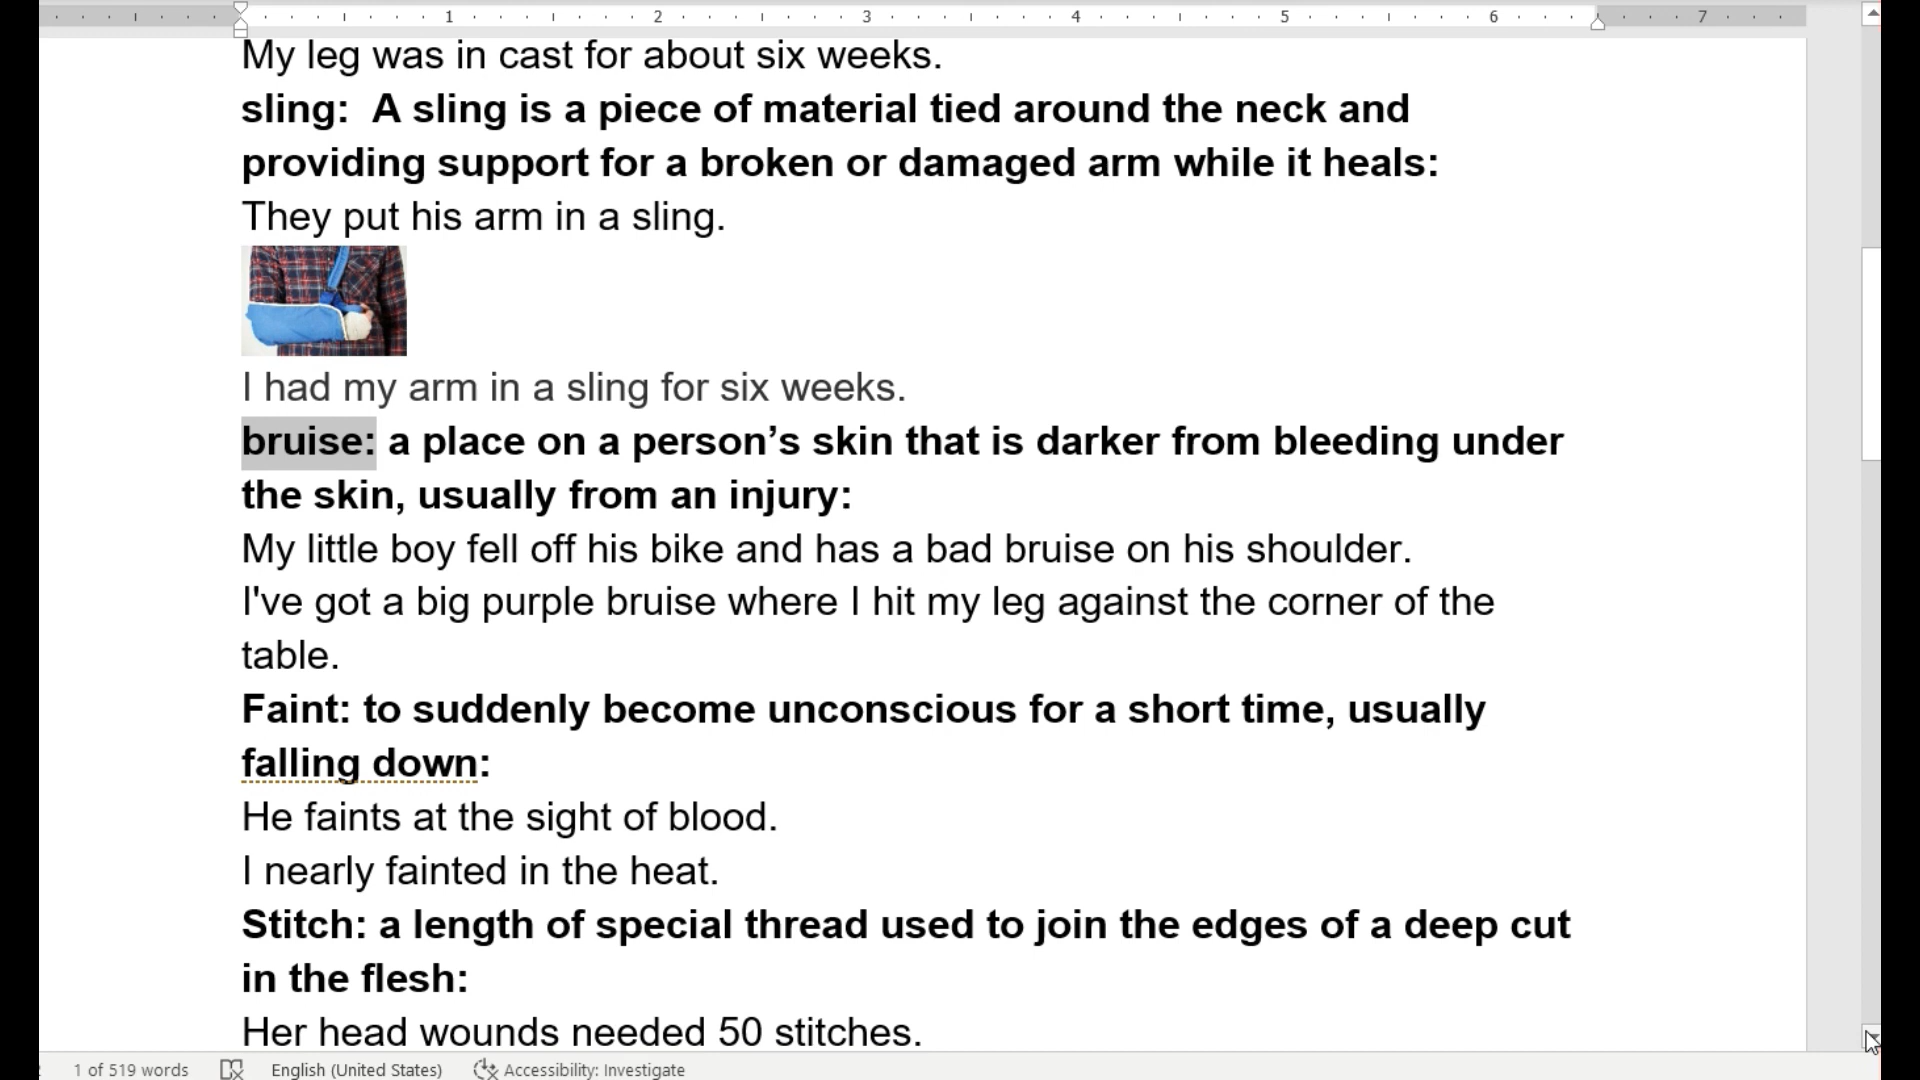 1 2 3 4 5 6 7
My leg was in cast for about six weeks.
sling:  A sling is a piece of material tied around the neck and
providing support for a broken or damaged arm while it heals:
They put his arm in a sling.
I had my arm in a sling for six weeks.
bruise: a place on a person’s skin that is darker from bleeding under
the skin, usually from an injury:
My little boy fell off his bike and has a bad bruise on his shoulder.
I've got a big purple bruise where I hit my leg against the corner of the
table.
Faint: to suddenly become unconscious for a short time, usually
falling down:
He faints at the sight of blood.
I nearly fainted in the heat.
Stitch: a length of special thread used to join the edges of a deep cut
in the flesh:
Her head wounds needed 50 stitches.
1 of 519 words English (United States) Accessibility: Investigate